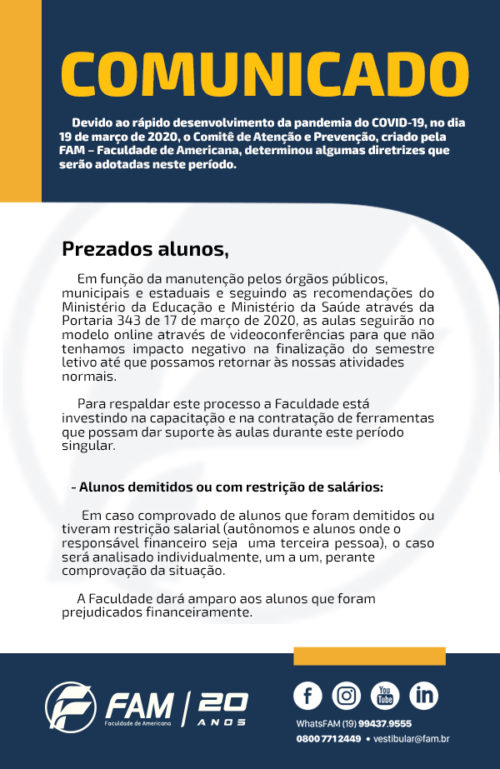 COMUNICADO
Devido ao rápido desenvolvimento da pandemia do COVID-19, no dia
19 de março de 2020, o Comitê de Atenção e Prevenção, criado pela
FAM – Faculdade de Americana, determinou algumas diretrizes que
serão adotadas neste período.
Prezados alunos,
Em função da manutenção pelos órgãos públicos,
municipais e estaduais e seguindo as recomendações do
Ministério da Educação e Ministério da Saúde através da
Portaria 343 de 17 de março de 2020, as aulas seguirão no
modelo online através de videoconferências para que não
tenhamos impacto negativo na finalização do semestre
letivo até que possamos retornar às nossas atividades
normais.
Para respaldar este processo a Faculdade está
investindo na capacitação e na contratação de ferramentas
que possam dar suporte às aulas durante este período
singular.
- Alunos demitidos ou com restrição de salários:
Em caso comprovado de alunos que foram demitidos ou
tiveram restrição salarial (autônomos e alunos onde o
responsável financeiro seja uma terceira pessoa), o caso
será analisado individualmente, um a um, perante
comprovação da situação.
A Faculdade dará amparo aos alunos que foram
prejudicados financeiramente.
FAM | 20
Faculdade de Americana ANOS
You Tube
WhatsFAM (19) 99437.9555
0800 771 2449 • vestibular@fam.br